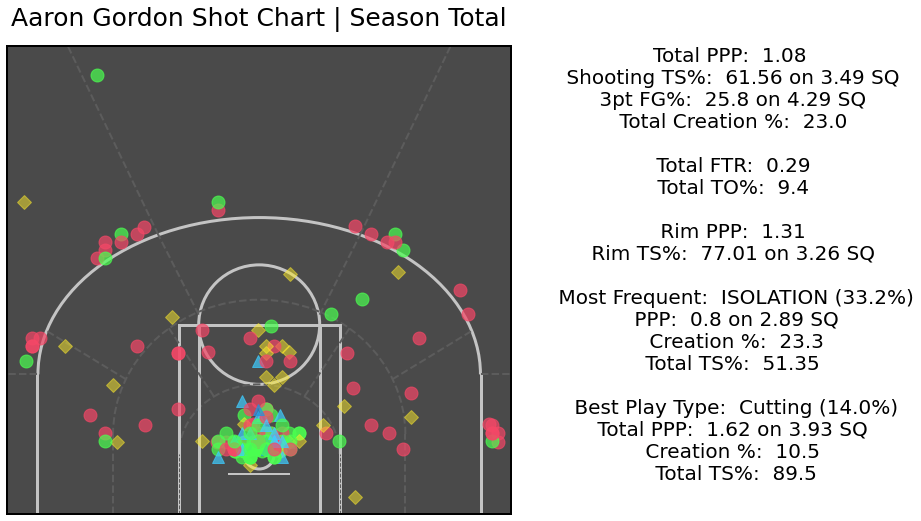 Aaron Gordon Shot Chart | Season Total
Total PPP: 1.08
Shooting TS%: 61.56 on 3.49 SQ
3pt FG%: 25.8 on 4.29 SQ
Total Creation %: 23.0
Total FTR: 0.29
Total TO%: 9.4
Rim PPP: 1.31
Rim TS%: 77.01 on 3.26 SQ
Most Frequent: ISOLATION (33.2%)
PPP: 0.8 on 2.89 SQ
Creation %: 23.3
Total TS%: 51.35
Best Play Type: Cutting (14.0%)
Total PPP: 1.62 on 3.93 SQ
Creation %: 10.5
Total TS%: 89.5